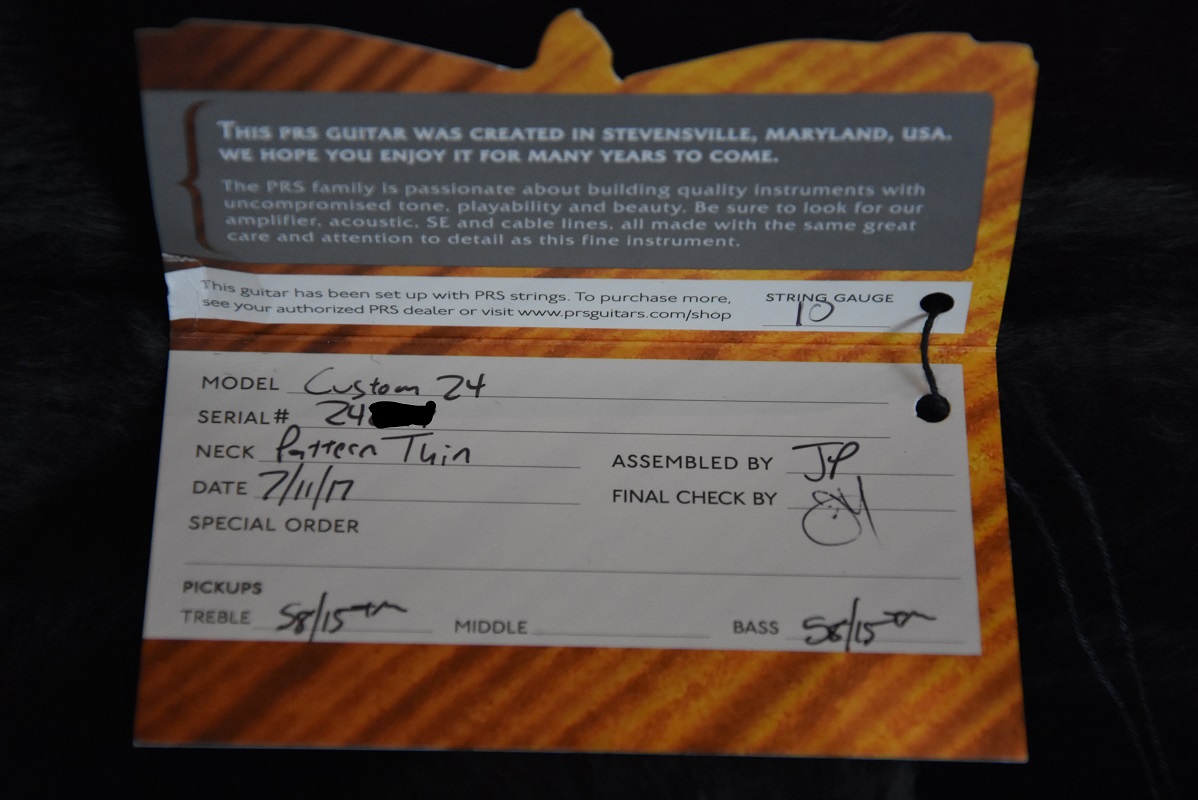 THIS PRS GUITAR WAS CREATED IN STEVENSVILLE, MARYLAND, USA.
WE HOPE YOU ENJOY IT FOR MANY YEARS TO COME.
The PRS family is passionate about building quality instruments with
uncompromised tone, playability and beauty. Be sure to look for our
amplifier, acoustic, SE and cable lines, all made with the same great
care and attention to detail as this fine instrument.
This guitar has been set up with PRS strings. To purchase more,
see your authorized PRS dealer or visit www.prsguitars.com/shop
STRING GAUGE
10
MODEL Custom 24
SERIAL# 24
NECK Pattern Thin
DATE 7/11/17
ASSEMBLED BY JP
FINAL CHECK BY
SPECIAL ORDER
PICKUPS
TREBLE 58/15 MIDDLE BASS 58/15